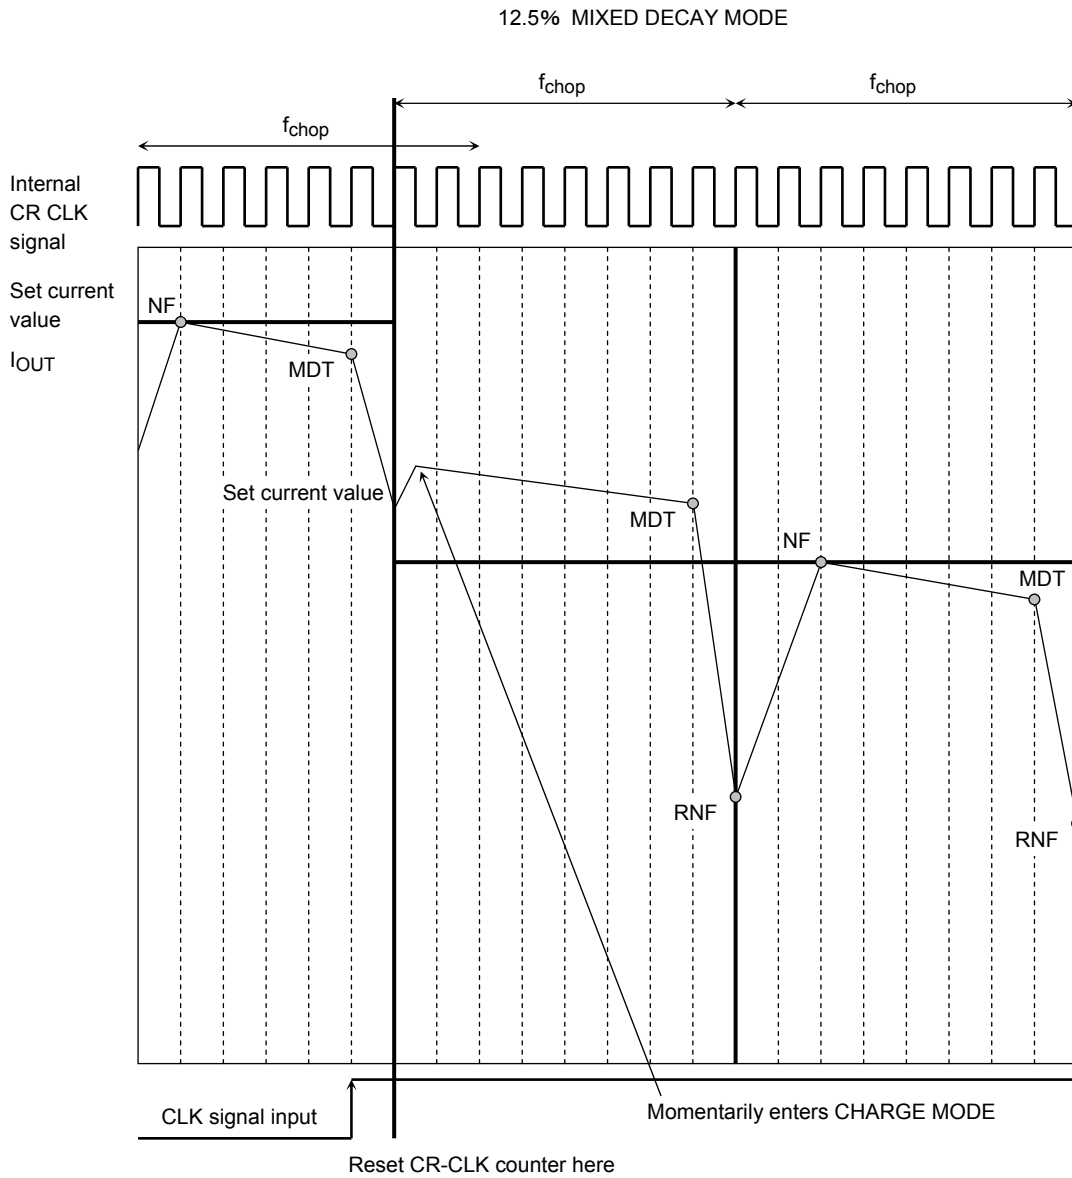 12.5% MIXED DECAY MODE
fchop
fchop
fchop
Internal
CR CLK
signal
Set current
value
IOUT
NF
MDT
Set current value
MDT
NF
MDT
RNF
RNF
CLK signal input
Momentarily enters CHARGE MODE
Reset CR-CLK counter here